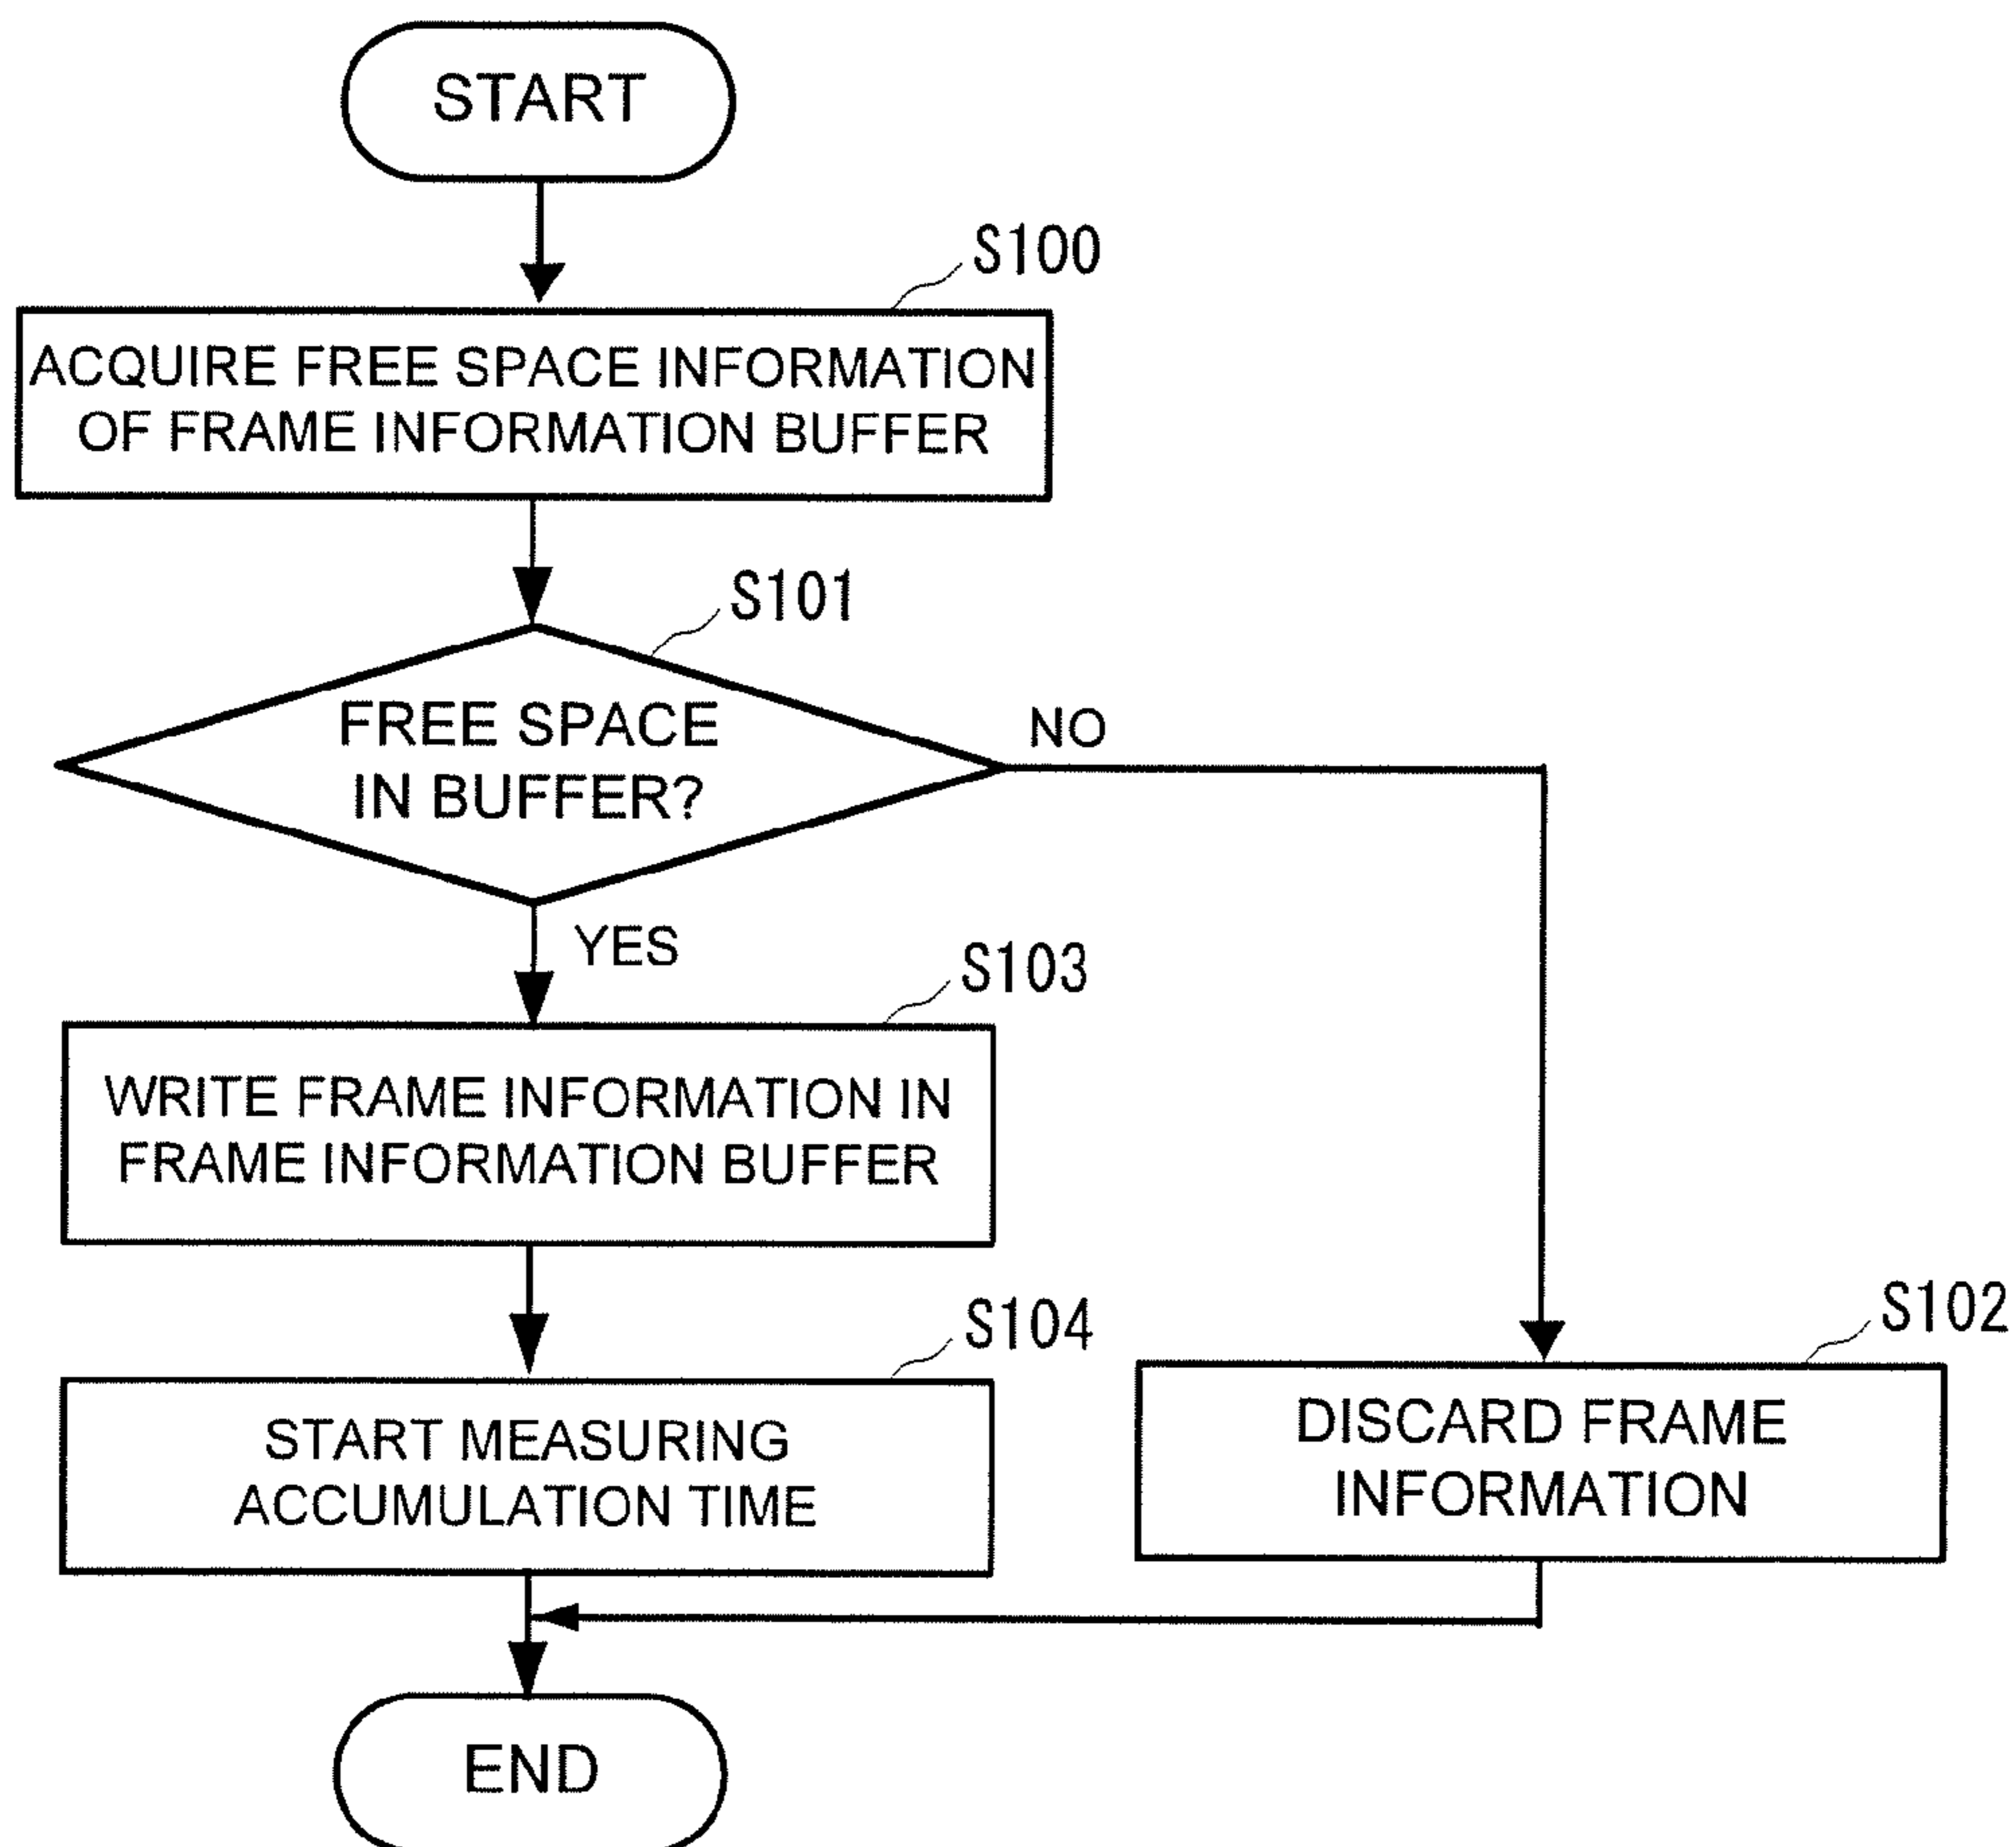 START
S100
ACQUIRE FREE SPACE INFORMATION
OF FRAME INFORMATION BUFFER
S101
FREE SPACE
IN BUFFER?
NO
YES
S103
WRITE FRAME INFORMATION IN
FRAME INFORMATION BUFFER
S104
START MEASURING
ACCUMULATION TIME
S102
DISCARD FRAME
INFORMATION
END